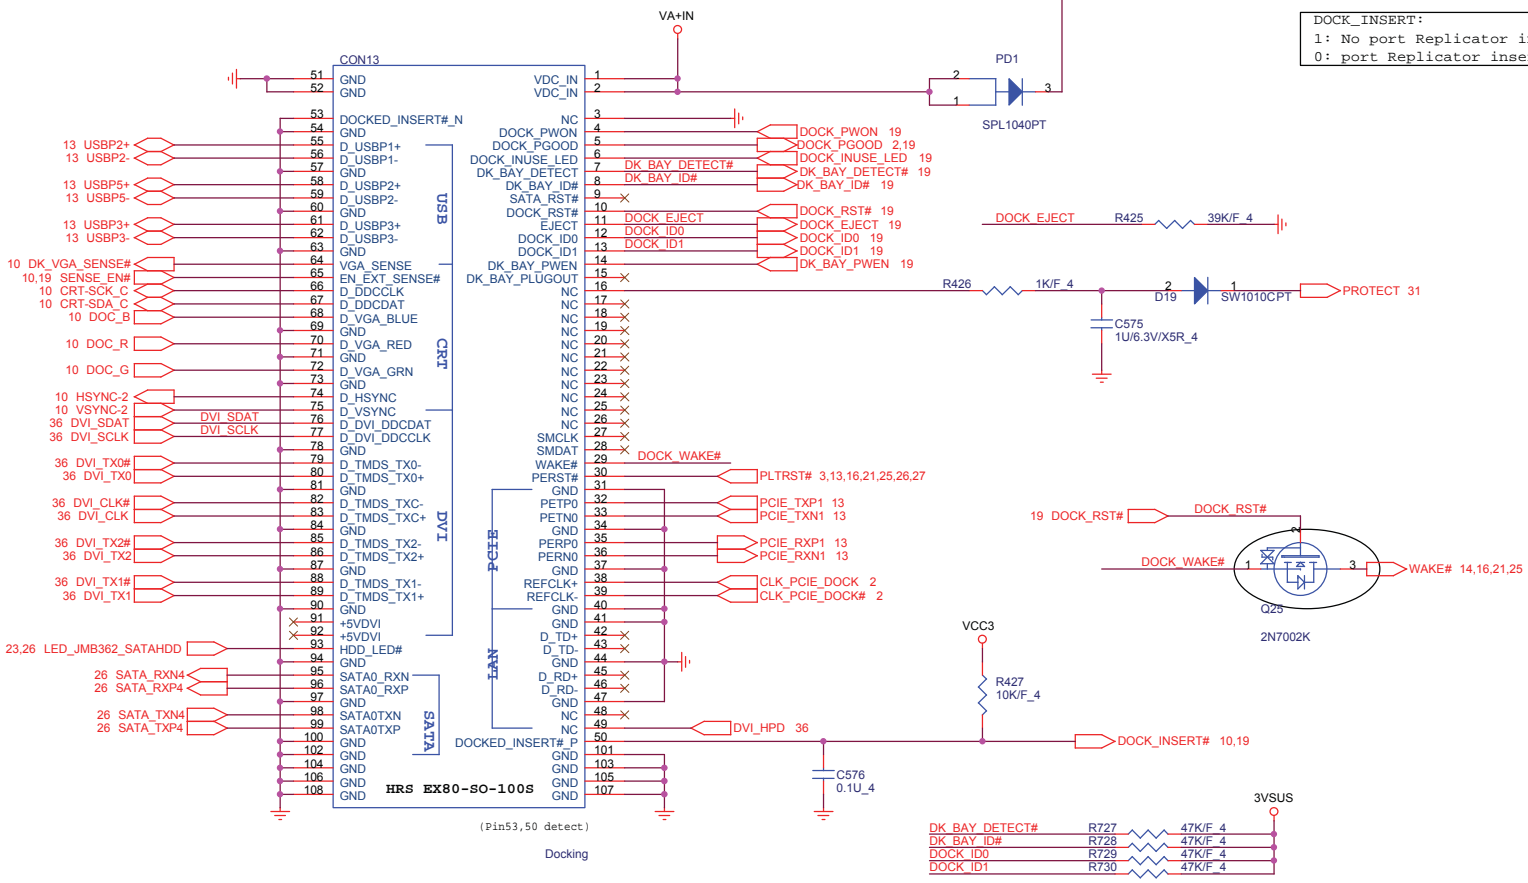 VA+IN
DOCK_INSERT:
1: No port Replicator i
0: port Replicator inser
CON13
PD1
2
1
3
SPL1040PT
51 GND
52 GND
53 DOCKED_INSERT#_N
54 GND
13 USBP2+ 55 D_USBP1+
13 USBP2- 56 D_USBP1-
57 GND
13 USBP5+ 58 D_USBP2+
13 USBP5- 59 D_USBP2-
60 GND
13 USBP3+ 61 D_USBP3+
13 USBP3- 62 D_USBP3-
63 GND
10 DK_VGA_SENSE# 64 VGA_SENSE
10,19 SENSE_EN# 65 EN_EXT_SENSE#
10 CRT-SCK_C 66 D_DDCCLK
10 CRT-SDA_C 67 D_DDCDAT
10 DOC_B 68 D_VGA_BLUE
69 GND
10 DOC_R 70 D_VGA_RED
71 GND
10 DOC_G 72 D_VGA_GRN
73 GND
10 HSYNC-2 74 D_HSYNC
10 VSYNC-2 75 D_VSYNC
36 DVI_SDAT DVI_SDAT 76 D_DVI_DDCDAT
36 DVI_SCLK DVI_SCLK 77 D_DVI_DDCCLK
78 GND
36 DVI_TX0# 79 D_TMDS_TX0-
36 DVI_TX0 80 D_TMDS_TX0+
81 GND
36 DVI_CLK# 82 D_TMDS_TXC-
36 DVI_CLK 83 D_TMDS_TXC+
84 GND
36 DVI_TX2# 85 D_TMDS_TX2-
36 DVI_TX2 86 D_TMDS_TX2+
87 GND
36 DVI_TX1# 88 D_TMDS_TX1-
36 DVI_TX1 89 D_TMDS_TX1+
90 GND
91 +5VDVI
92 +5VDVI
23,26 LED_JMB362_SATAHDD 93 HDD_LED#
94 GND
26 SATA_RXN4 95 SATA0_RXN
26 SATA_RXP4 96 SATA0_RXP
97 GND
26 SATA_TXN4 98 SATA0TXN
26 SATA_TXP4 99 SATA0TXP
100 GND
102 GND
104 GND
106 GND
108 GND
USB
CRT
DVI
SATA
PCIE
LAN
VDC_IN 1
VDC_IN 2
NC 3
DOCK_PWON 4 DOCK_PWON 19
DOCK_PGOOD 5 DOCK_PGOOD 2,19
DOCK_INUSE_LED 6 DOCK_INUSE_LED 19
DK_BAY_DETECT 7 DK_BAY_DETECT# DK_BAY_DETECT# 19
DK_BAY_ID# 8 DK_BAY_ID# DK_BAY_ID# 19
SATA_RST# 9
DOCK_RST# 10 DOCK_RST# 19
EJECT 11 DOCK_EJECT DOCK_EJECT 19
DOCK_ID0 12 DOCK_ID0 DOCK_ID0 19
DOCK_ID1 13 DOCK_ID1 DOCK_ID1 19
DK_BAY_PWEN 14 DK_BAY_PWEN 19
DK_BAY_PLUGOUT 15
NC 16
NC 17
NC 18
NC 19
NC 20
NC 21
NC 22
NC 23
NC 24
NC 25
NC 26
SMCLK 27
SMDAT 28
WAKE# 29 DOCK_WAKE#
PERST# 30 PLTRST# 3,13,16,21,25,26,27
GND 31
PETP0 32 PCIE_TXP1 13
PETN0 33 PCIE_TXN1 13
GND 34
PERP0 35 PCIE_RXP1 13
PERN0 36 PCIE_RXN1 13
GND 37
REFCLK+ 38 CLK_PCIE_DOCK 2
REFCLK- 39 CLK_PCIE_DOCK# 2
GND 40
GND 41
D_TD+ 42
D_TD- 43
GND 44
D_RD+ 45
D_RD- 46
GND 47
NC 48
NC 49 DVI_HPD 36
DOCKED_INSERT#_P 50
GND 101
GND 103
GND 105
GND 107
HRS EX80-SO-100S
(Pin53,50 detect)
Docking
DOCK_EJECT R425 39K/F_4
R426 1K/F_4 2 D19 1 SW1010CPT PROTECT 31
C575
1U/6.3V/X5R_4
19 DOCK_RST# DOCK_RST#
2
DOCK_WAKE# 1 3 WAKE# 14,16,21,25
Q25
2N7002K
VCC3
R427
10K/F_4
DOCK_INSERT# 10,19
C576
0.1U_4
3VSUS
DK_BAY_DETECT# R727 47K/F_4
DK_BAY_ID# R728 47K/F_4
DOCK_ID0 R729 47K/F_4
DOCK_ID1 R730 47K/F_4